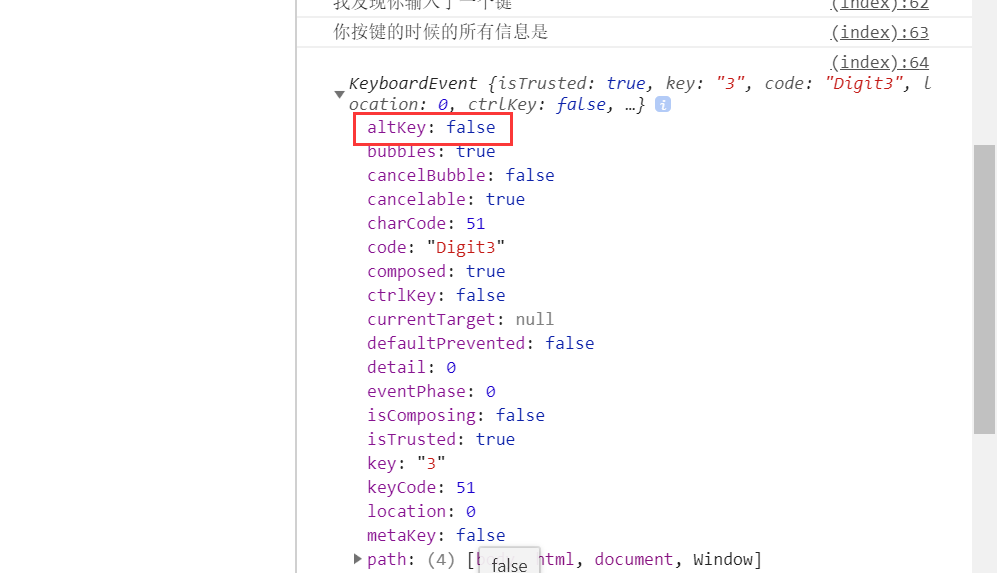 我发现你输入了一个键 (index):62
你按键的时候的所有信息是 (index):63
(index):64
KeyboardEvent {isTrusted: true, key: "3", code: "Digit3", l
ocation: 0, ctrlKey: false, …} i
altKey: false
bubbles: true
cancelBubble: false
cancelable: true
charCode: 51
code: "Digit3"
composed: true
ctrlKey: false
currentTarget: null
defaultPrevented: false
detail: 0
eventPhase: 0
isComposing: false
isTrusted: true
key: "3"
keyCode: 51
location: 0
metaKey: false
path: (4) [ html, document, Window]
false